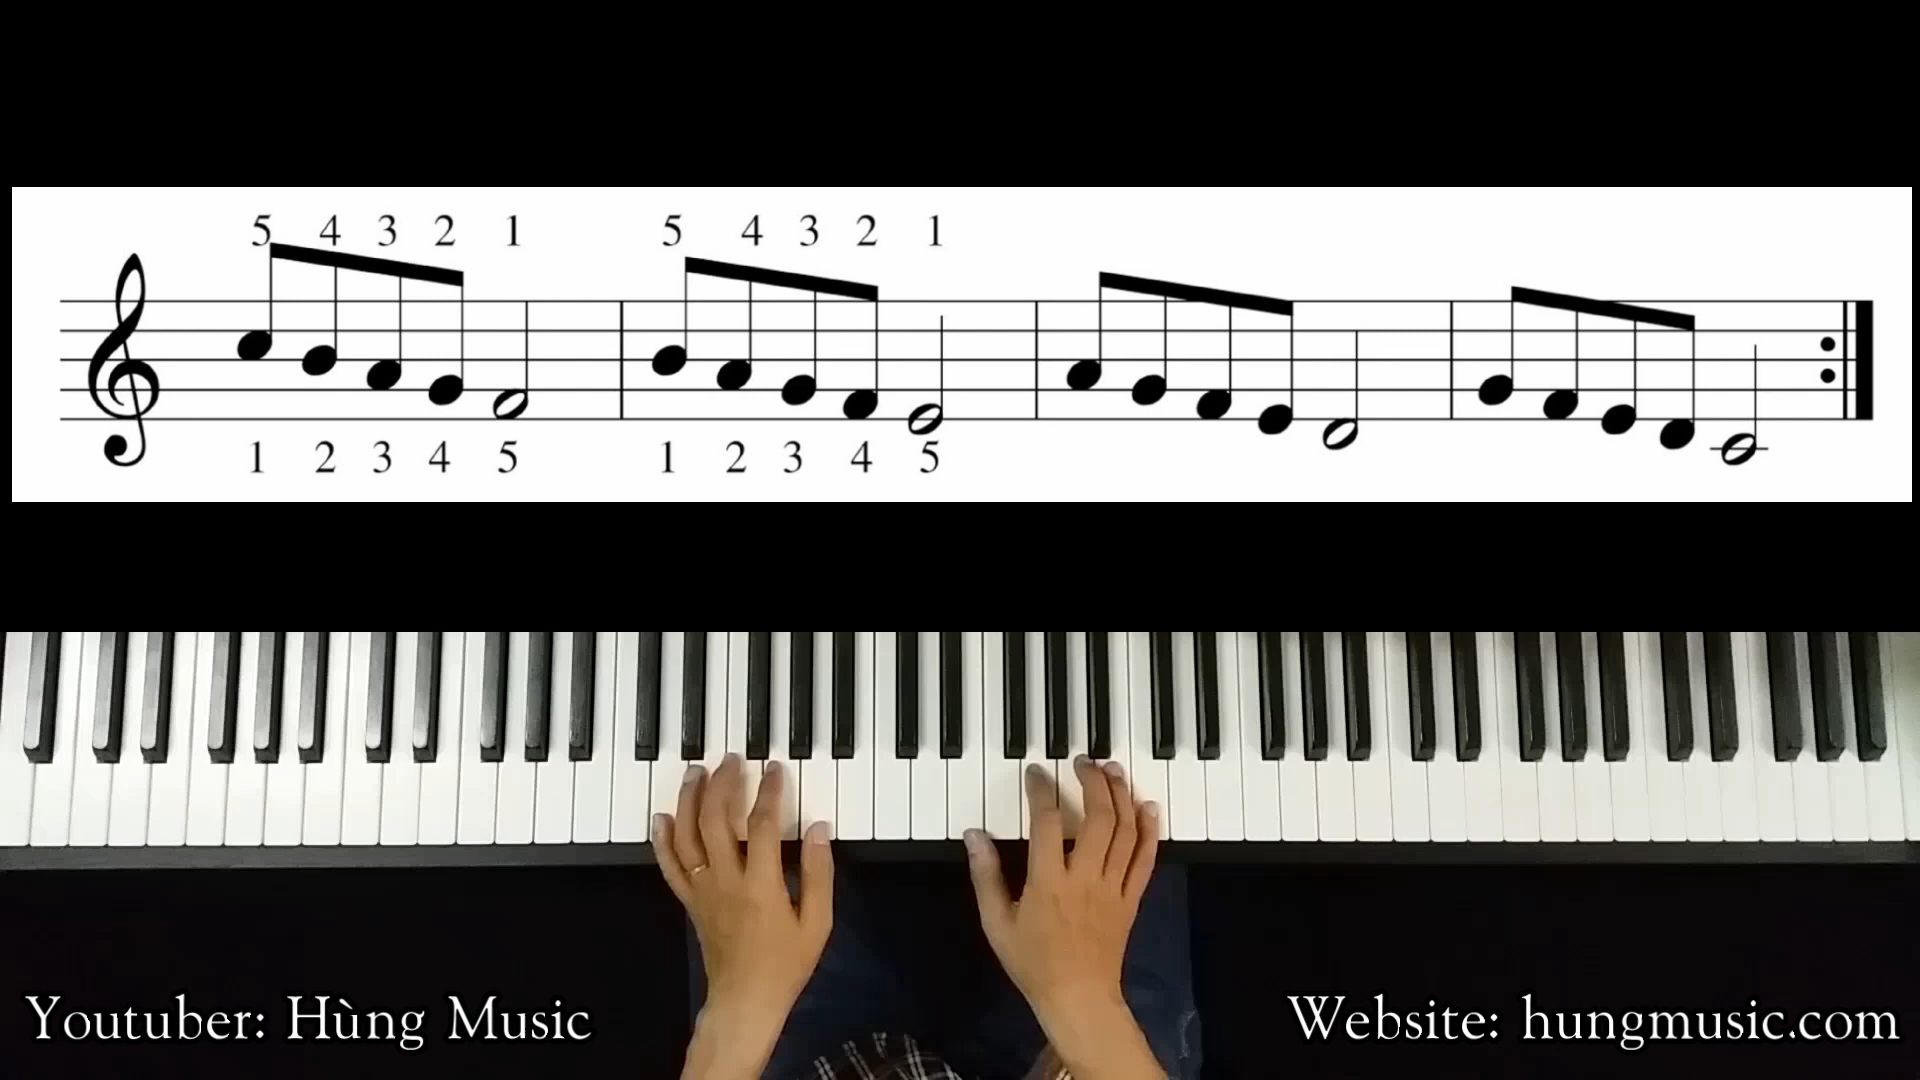 5 4 3 2 1 5 4 3 2 1
1 2 3 4 5 1 2 3 4 5
Youtuber: Hùng Music
Website: hungmusic.com